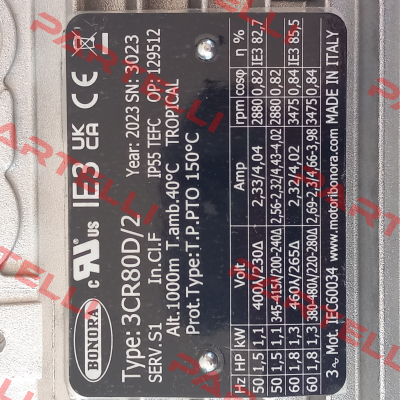 BONORA
c UR us IE3 UK CA CE
Type: 3CR80D/2 Year: 2023 SN: 3023
SERV.S1 In.Cl.F IP55 TEFC OP: 129512
Alt.1000m T.amb.40°C TROPICAL
Prot.Type:T.P.PTO 150°C
Hz HP kW Volt Amp rpm cosφ η %
50 1,5 1,1 400⅄/230Δ 2,33/4,04 2880 0,82 IE3 82,7
50 1,5 1,1 345-415⅄/200-240Δ 2,56-2,32/4,43-4,02 2880 0,82
60 1,8 1,3 460⅄/265Δ 2,32/4,02 3475 0,84 IE3 85,5
60 1,8 1,3 380-480⅄/220-280Δ 2,69-2,3/4,66-3,98 3475 0,84
3~ Mot. IEC60034 www.motoribonora.com MADE IN ITALY
PARTELLI